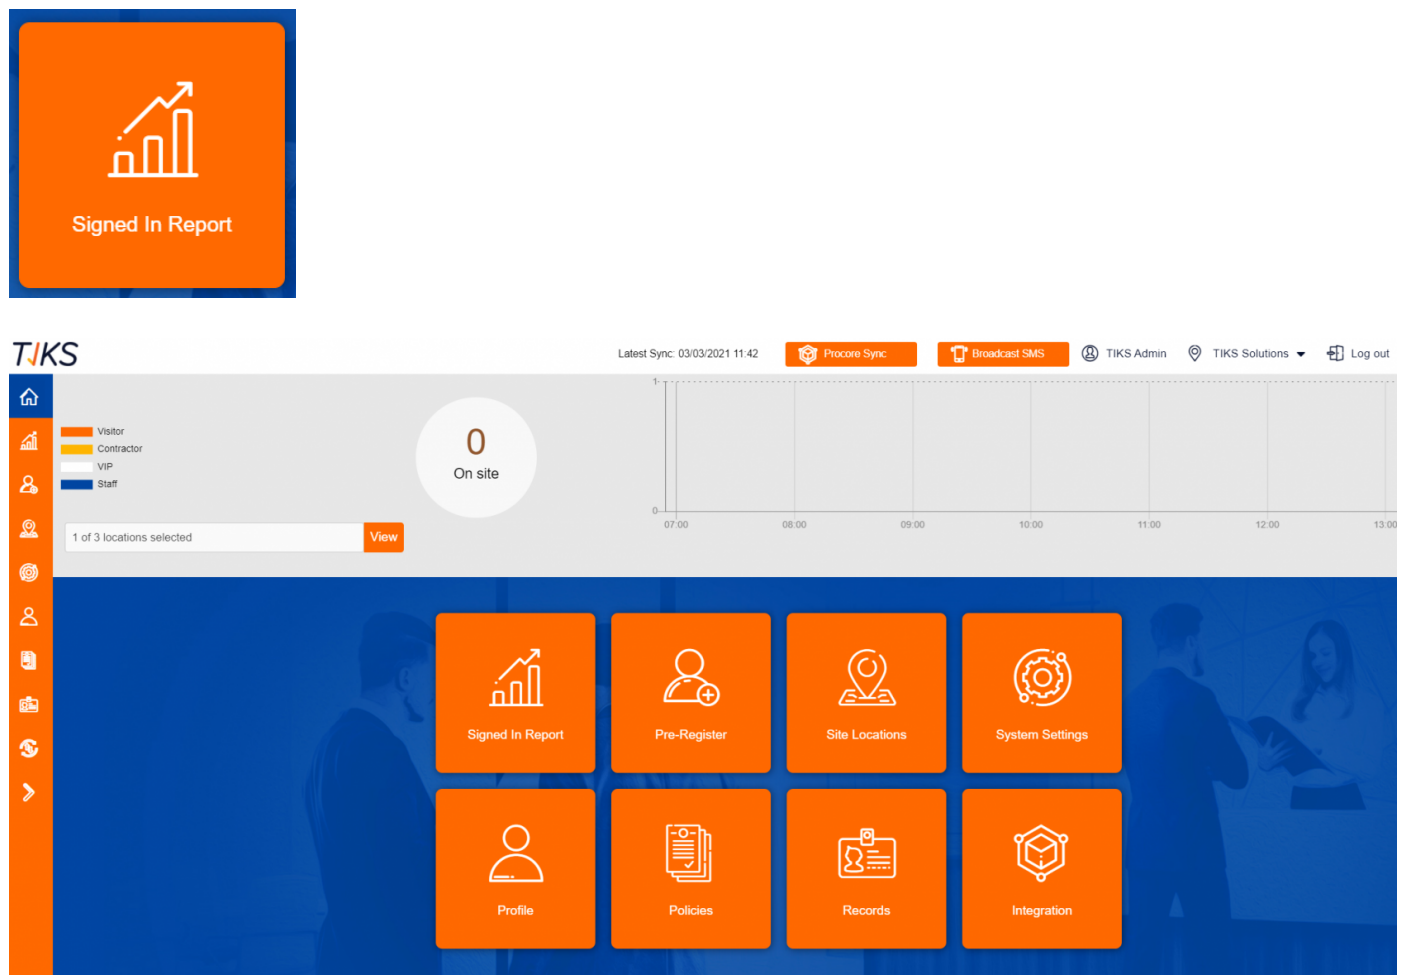 Signed In Report
TIKS
Latest Sync: 03/03/2021 11:42
Procore Sync
Broadcast SMS
TIKS Admin
TIKS Solutions
Log out
Visitor
Contractor
VIP
Staff
0
On site
1 of 3 locations selected
View
1
0
07:00 08:00 09:00 10:00 11:00 12:00 13:00
Signed In Report
Pre-Register
Site Locations
System Settings
Profile
Policies
Records
Integration